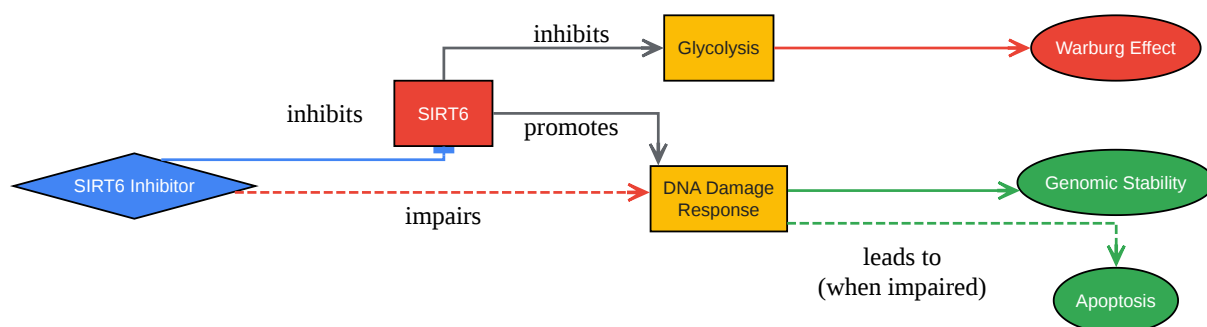 inhibits
Glycolysis
Warburg Effect
inhibits
SIRT6
promotes
SIRT6 Inhibitor
impairs
DNA Damage
Response
Genomic Stability
leads to
(when impaired)
Apoptosis